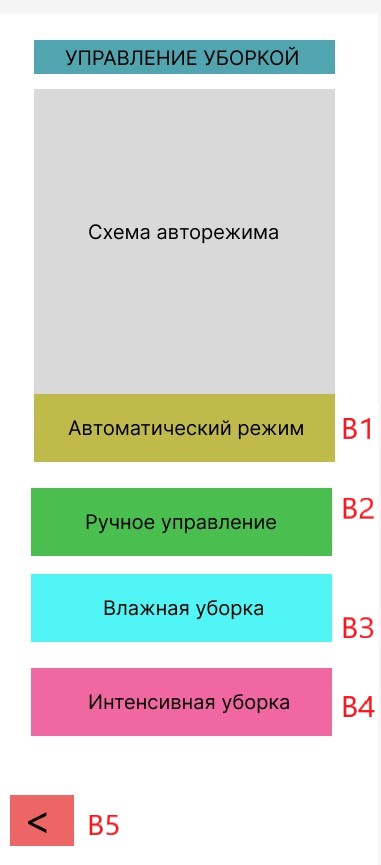 УПРАВЛЕНИЕ УБОРКОЙ
Схема авторежима
Автоматический режим B1
Ручное управление B2
Влажная уборка B3
Интенсивная уборка B4
< B5